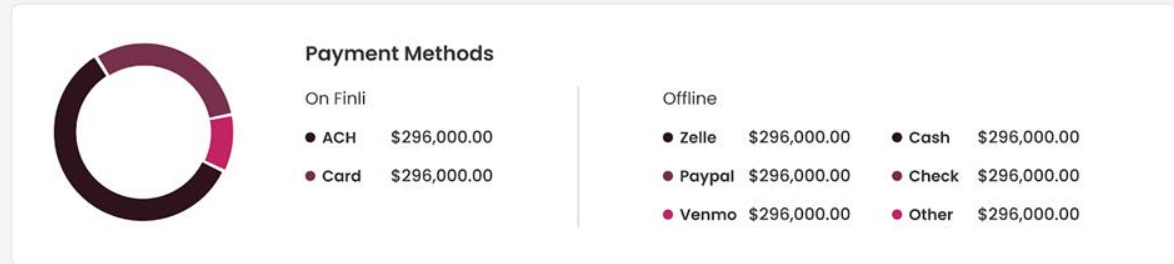 Payment Methods
On Finli
ACH $296,000.00
Card $296,000.00
Offline
Zelle $296,000.00
Paypal $296,000.00
Venmo $296,000.00
Cash $296,000.00
Check $296,000.00
Other $296,000.00